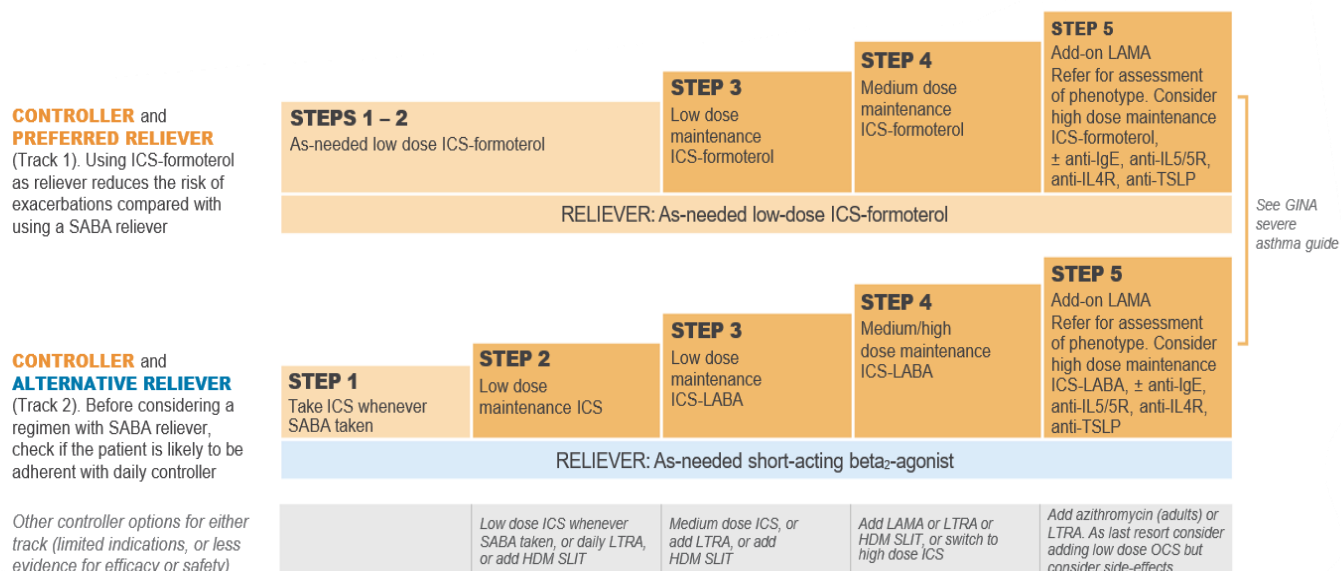 CONTROLLER and
PREFERRED RELIEVER
(Track 1). Using ICS-formoterol
as reliever reduces the risk of
exacerbations compared with
using a SABA reliever
STEPS 1 – 2
As-needed low dose ICS-formoterol
STEP 3
Low dose
maintenance
ICS-formoterol
STEP 4
Medium dose
maintenance
ICS-formoterol
STEP 5
Add-on LAMA
Refer for assessment
of phenotype. Consider
high dose maintenance
ICS-formoterol,
± anti-IgE, anti-IL5/5R,
anti-IL4R, anti-TSLP
RELIEVER: As-needed low-dose ICS-formoterol
See GINA
severe
asthma guide
CONTROLLER and
ALTERNATIVE RELIEVER
(Track 2). Before considering a
regimen with SABA reliever,
check if the patient is likely to be
adherent with daily controller
STEP 1
Take ICS whenever
SABA taken
STEP 2
Low dose
maintenance ICS
STEP 3
Low dose
maintenance
ICS-LABA
STEP 4
Medium/high
dose maintenance
ICS-LABA
STEP 5
Add-on LAMA
Refer for assessment
of phenotype. Consider
high dose maintenance
ICS-LABA, ± anti-IgE,
anti-IL5/5R, anti-IL4R,
anti-TSLP
RELIEVER: As-needed short-acting beta₂-agonist
Other controller options for either
track (limited indications, or less
evidence for efficacy or safety)
Low dose ICS whenever
SABA taken, or daily LTRA,
or add HDM SLIT
Medium dose ICS, or
add LTRA, or add
HDM SLIT
Add LAMA or LTRA or
HDM SLIT, or switch to
high dose ICS
Add azithromycin (adults) or
LTRA. As last resort consider
adding low dose OCS but
consider side-effects